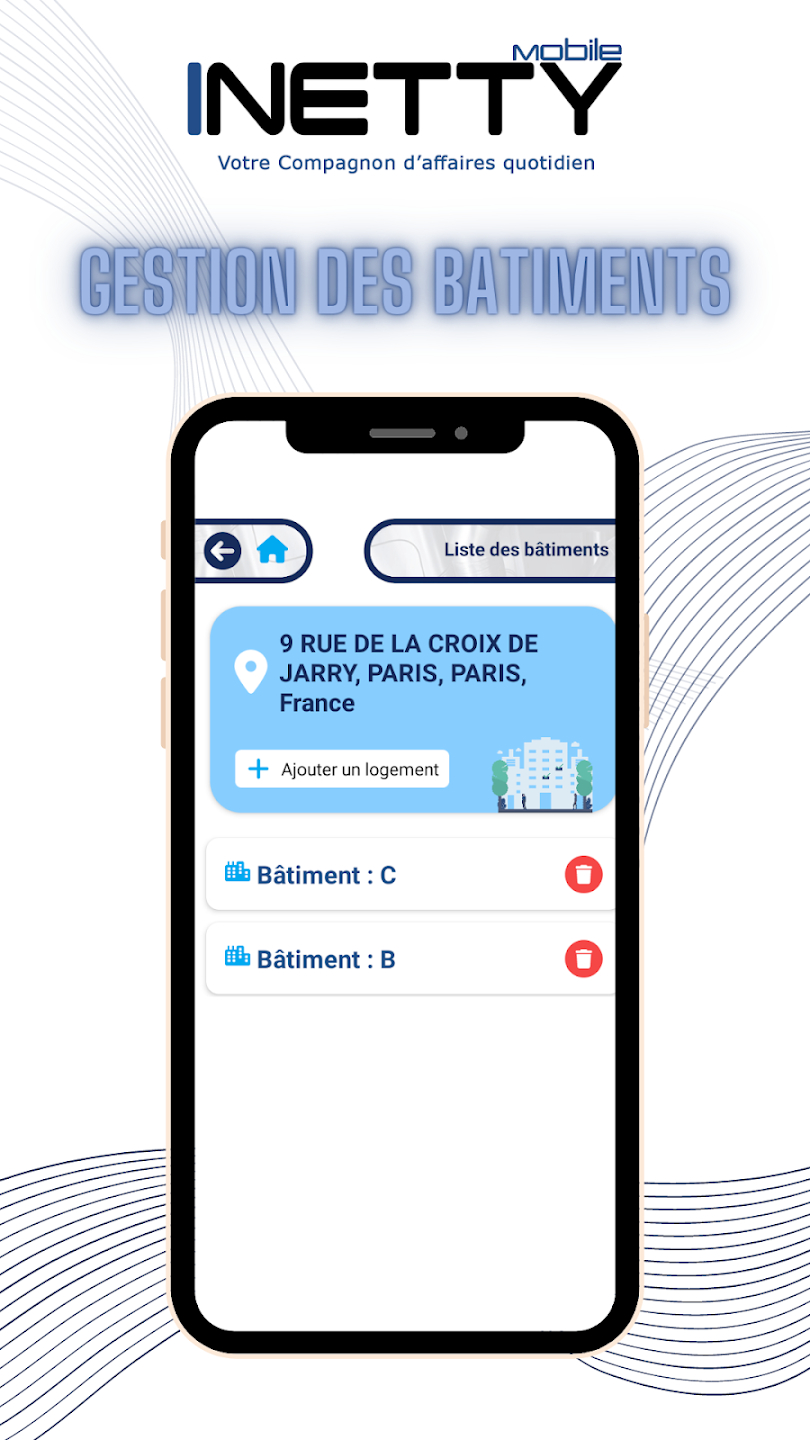 mobile
INETTY
Votre Compagnon d'affaires quotidien
GESTION DES BATIMENTS
Liste des bâtiments
9 RUE DE LA CROIX DE
JARRY, PARIS, PARIS,
France
Ajouter un logement
Bâtiment : C
Bâtiment : B